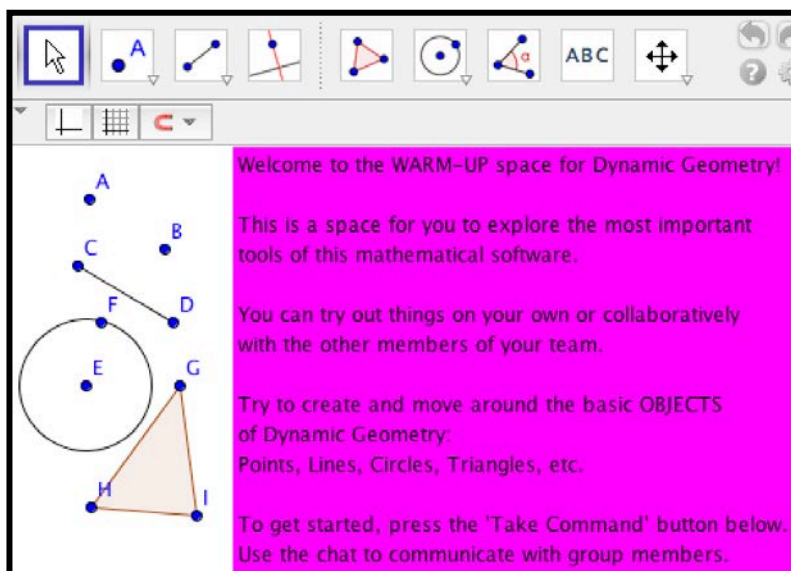 A
α
ABC
?
A
B
C
F
D
E
G
H
I
Welcome to the WARM-UP space for Dynamic Geometry!
This is a space for you to explore the most important
tools of this mathematical software.
You can try out things on your own or collaboratively
with the other members of your team.
Try to create and move around the basic OBJECTS
of Dynamic Geometry:
Points, Lines, Circles, Triangles, etc.
To get started, press the 'Take Command' button below.
Use the chat to communicate with group members.